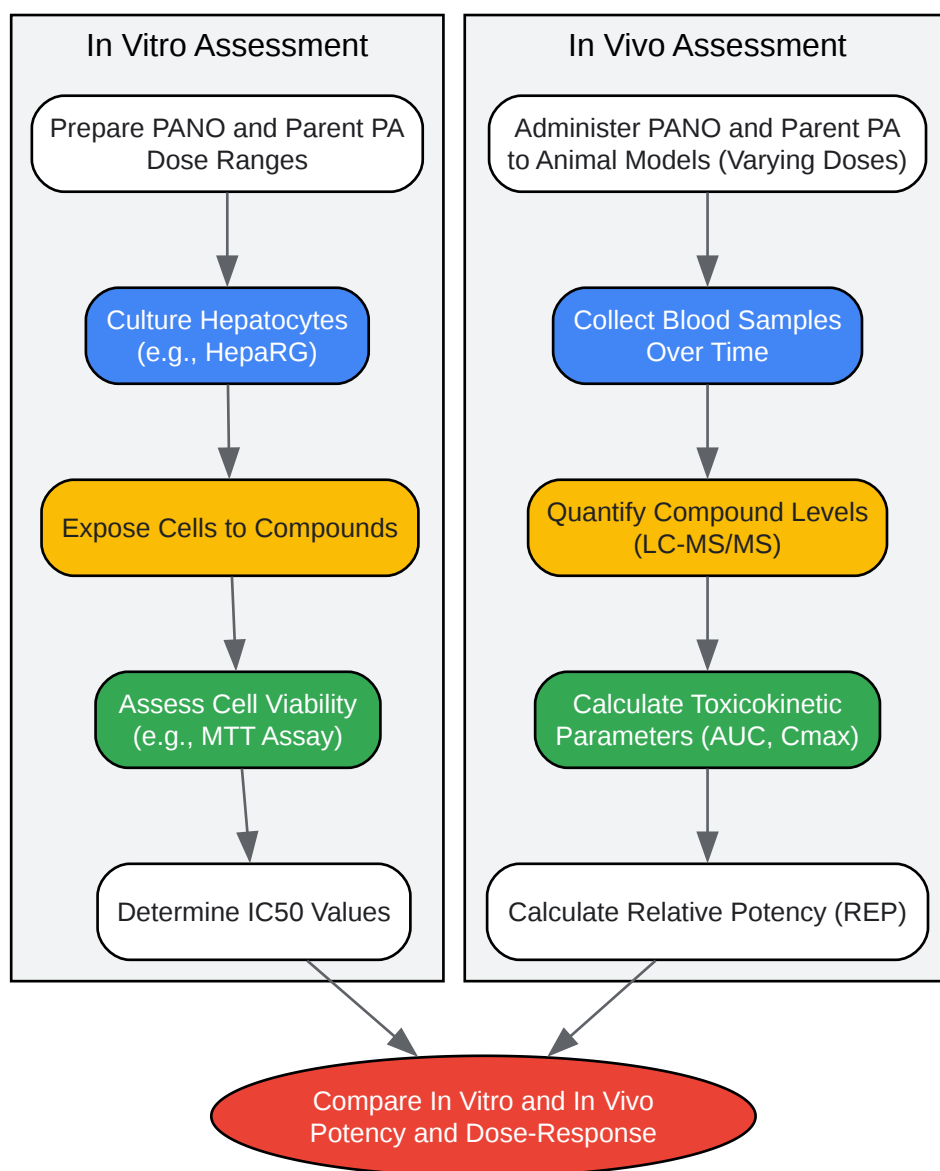 In Vitro Assessment
Prepare PANO and Parent PA
Dose Ranges
Culture Hepatocytes
(e.g., HepaRG)
Expose Cells to Compounds
Assess Cell Viability
(e.g., MTT Assay)
Determine IC50 Values
In Vivo Assessment
Administer PANO and Parent PA
to Animal Models (Varying Doses)
Collect Blood Samples
Over Time
Quantify Compound Levels
(LC-MS/MS)
Calculate Toxicokinetic
Parameters (AUC, Cmax)
Calculate Relative Potency (REP)
Compare In Vitro and In Vivo
Potency and Dose-Response